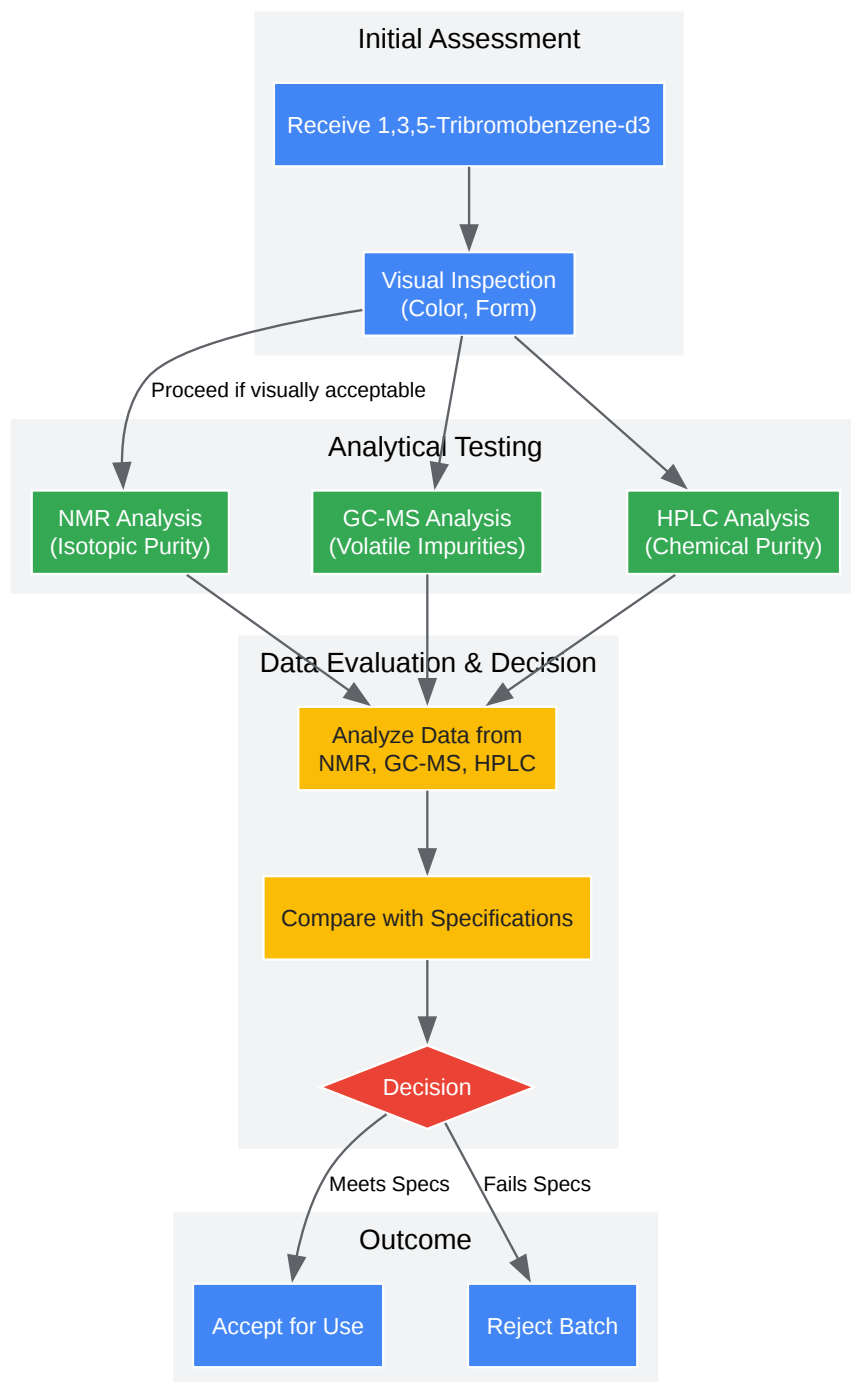 Initial Assessment
Receive 1,3,5-Tribromobenzene-d3
Visual Inspection
(Color, Form)
Proceed if visually acceptable
Analytical Testing
NMR Analysis
(Isotopic Purity)
GC-MS Analysis
(Volatile Impurities)
HPLC Analysis
(Chemical Purity)
Data Evaluation & Decision
Analyze Data from
NMR, GC-MS, HPLC
Compare with Specifications
Decision
Meets Specs
Fails Specs
Outcome
Accept for Use
Reject Batch